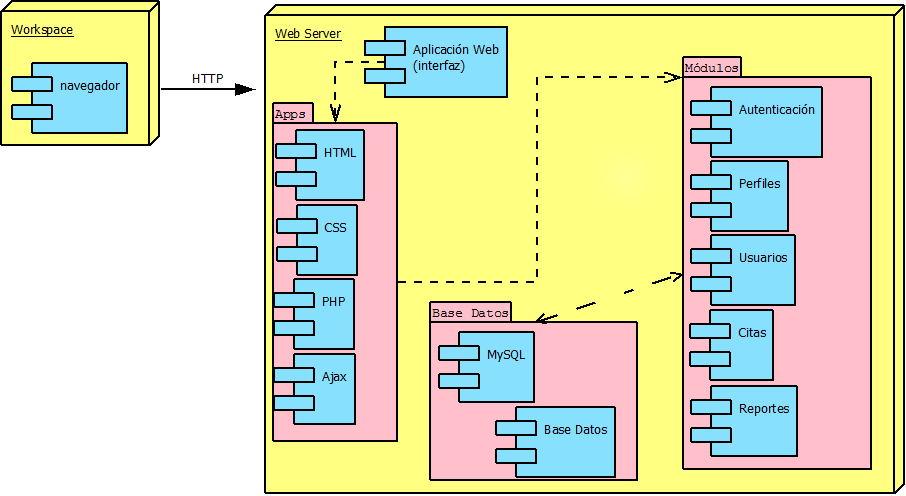 Workspace
navegador
HTTP
Web Server
Aplicación Web
(interfaz)
Apps
HTML
CSS
PHP
Ajax
Base Datos
MySQL
Base Datos
Módulos
Autenticación
Perfiles
Usuarios
Citas
Reportes